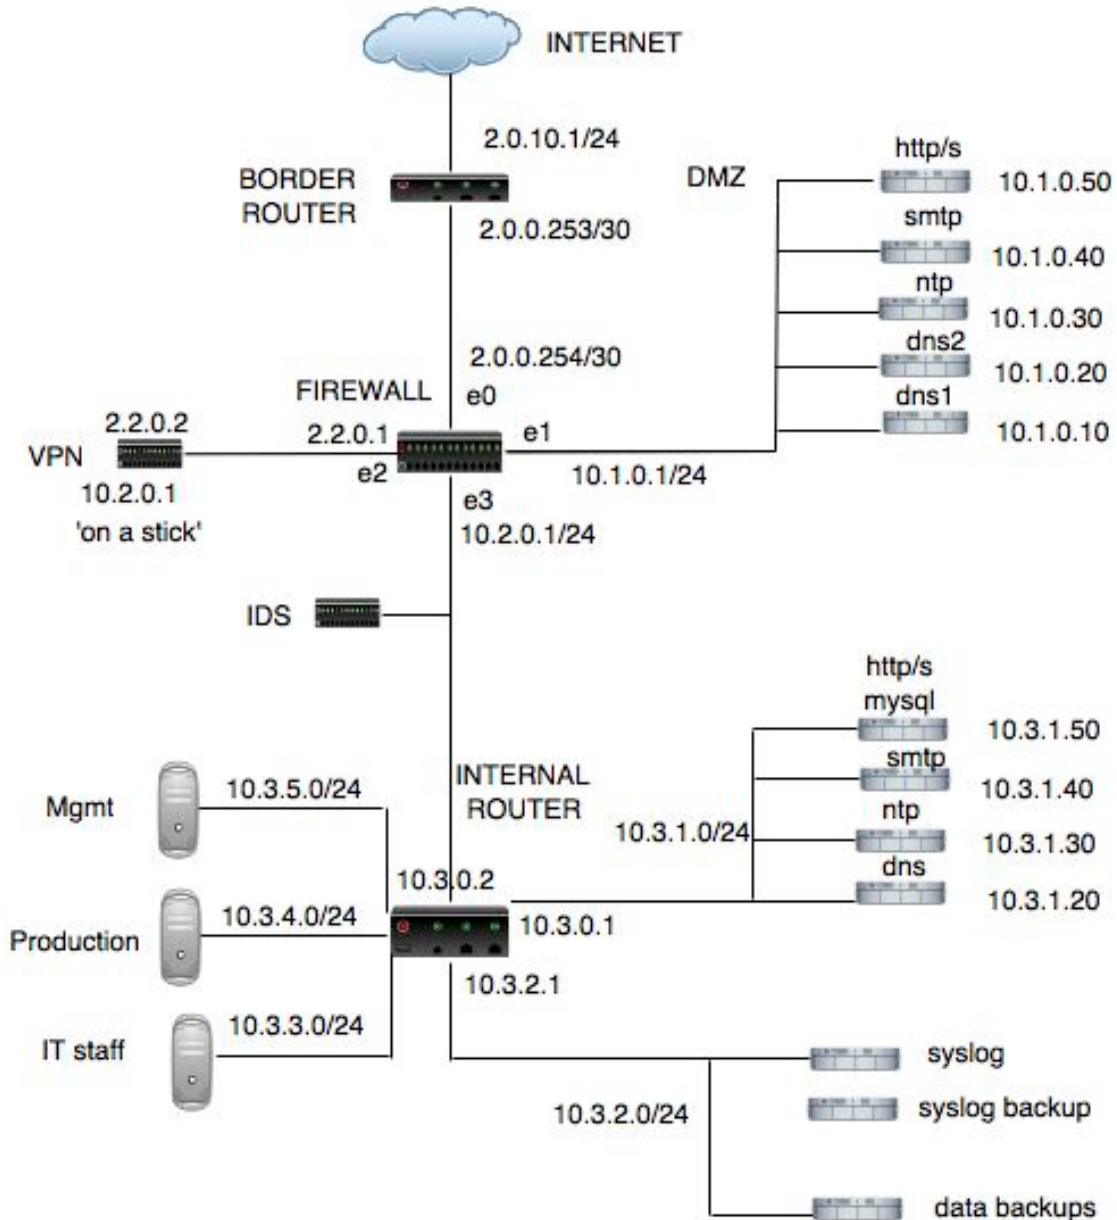 INTERNET
2.0.10.1/24
BORDER
ROUTER
2.0.0.253/30
DMZ
http/s
10.1.0.50
smtp
10.1.0.40
ntp
10.1.0.30
dns2
10.1.0.20
dns1
10.1.0.10
2.0.0.254/30
FIREWALL
e0
2.2.0.2
2.2.0.1
e1
VPN
e2
10.1.0.1/24
10.2.0.1
'on a stick'
e3
10.2.0.1/24
IDS
http/s
mysql
10.3.1.50
smtp
10.3.1.40
ntp
10.3.1.30
dns
10.3.1.20
INTERNAL
ROUTER
10.3.1.0/24
Mgmt
10.3.5.0/24
10.3.0.2
Production
10.3.4.0/24
10.3.0.1
10.3.2.1
IT staff
10.3.3.0/24
10.3.2.0/24
syslog
syslog backup
data backups